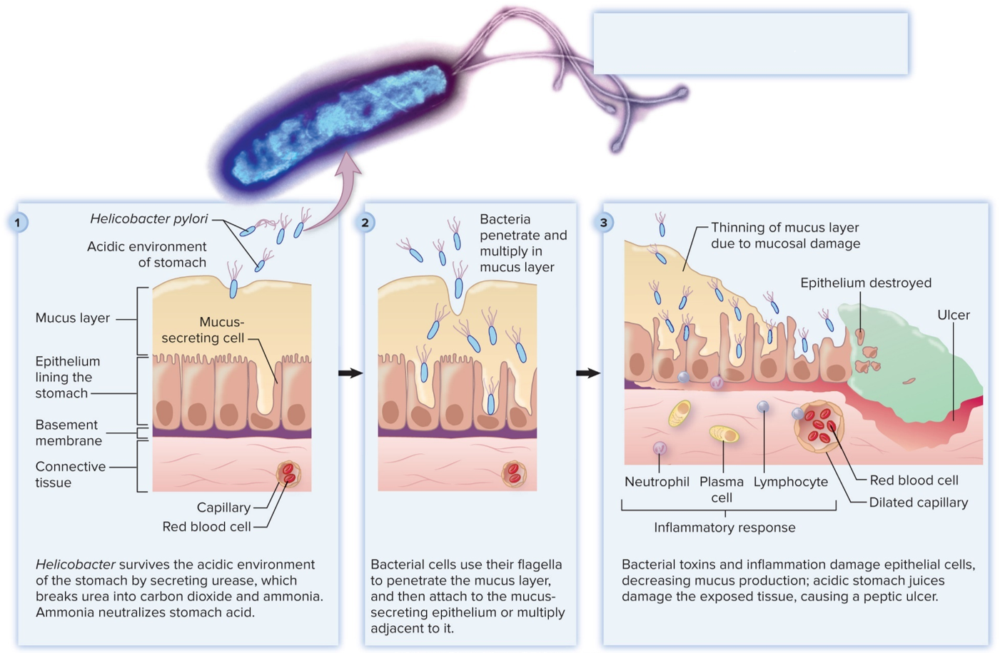 1
Helicobacter pylori
Acidic environment
of stomach
Mucus layer
Mucus-
secreting cell
Epithelium
lining the
stomach
Basement
membrane
Connective
tissue
Capillary
Red blood cell
Helicobacter survives the acidic environment
of the stomach by secreting urease, which
breaks urea into carbon dioxide and ammonia.
Ammonia neutralizes stomach acid.
2
Bacteria
penetrate and
multiply in
mucus layer
Bacterial cells use their flagella
to penetrate the mucus layer,
and then attach to the mucus-
secreting epithelium or multiply
adjacent to it.
3
Thinning of mucus layer
due to mucosal damage
Epithelium destroyed
Ulcer
Neutrophil
Plasma
cell
Lymphocyte
Red blood cell
Dilated capillary
Inflammatory response
Bacterial toxins and inflammation damage epithelial cells,
decreasing mucus production; acidic stomach juices
damage the exposed tissue, causing a peptic ulcer.